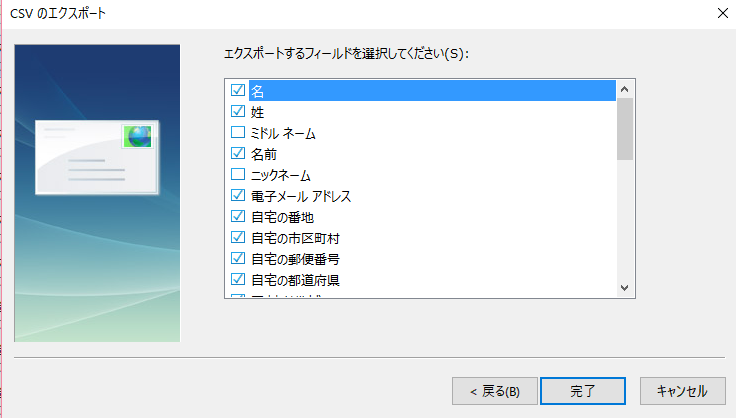 CSV のエクスポート
エクスポートするフィールドを選択してください(S):
名
姓
ミドル ネーム
名前
ニックネーム
電子メール アドレス
自宅の番地
自宅の市区町村
自宅の郵便番号
自宅の都道府県
< 戻る(B)
完了
キャンセル